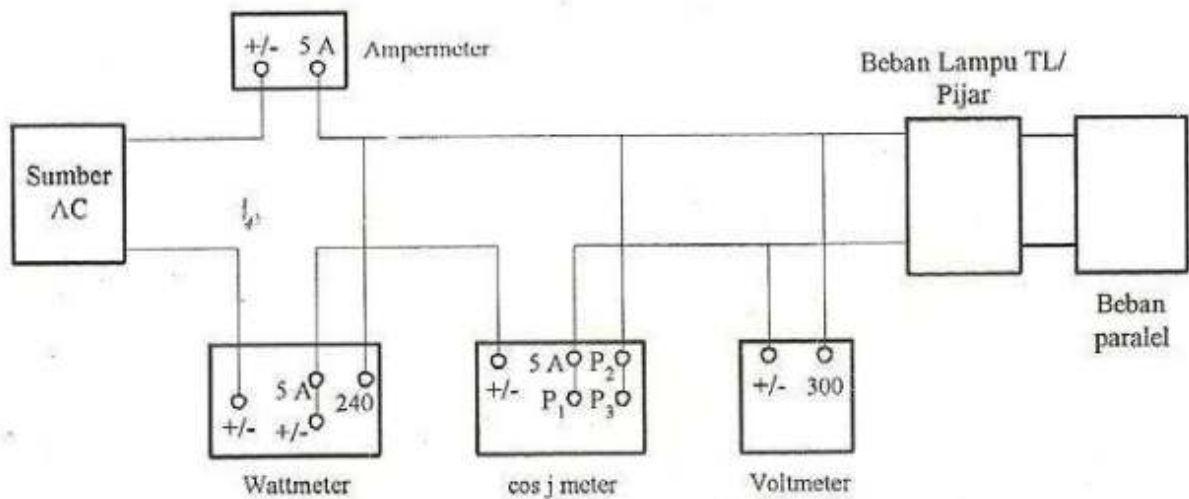 +/- 5 A
Ampermeter
Sumber
AC
Beban Lampu TL/
Pijar
Beban
paralel
5 A 240
+/- +/-
Wattmeter
+/- 5 A P2
P1 P3
cos j meter
+/- 300
Voltmeter